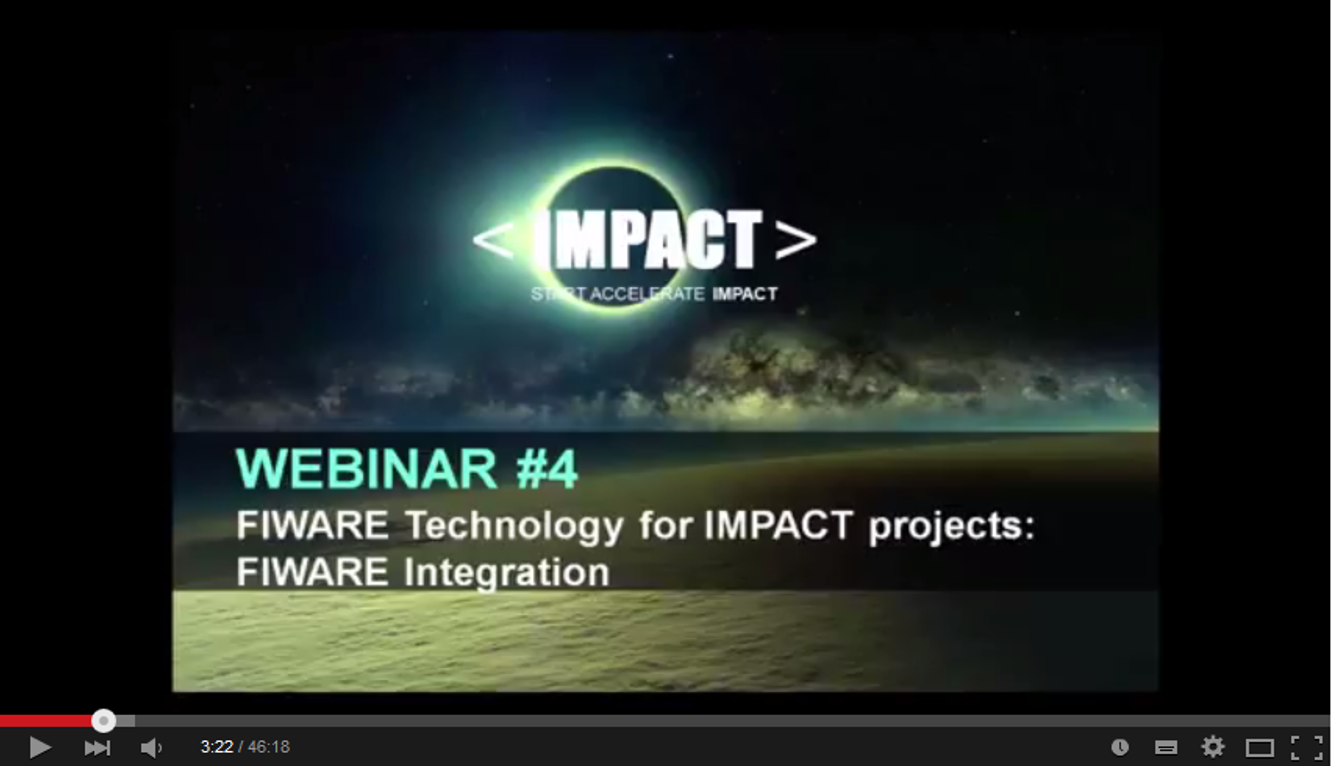 < IMPACT >
START ACCELERATE IMPACT
WEBINAR #4
FIWARE Technology for IMPACT projects:
FIWARE Integration
3:22 / 46:18